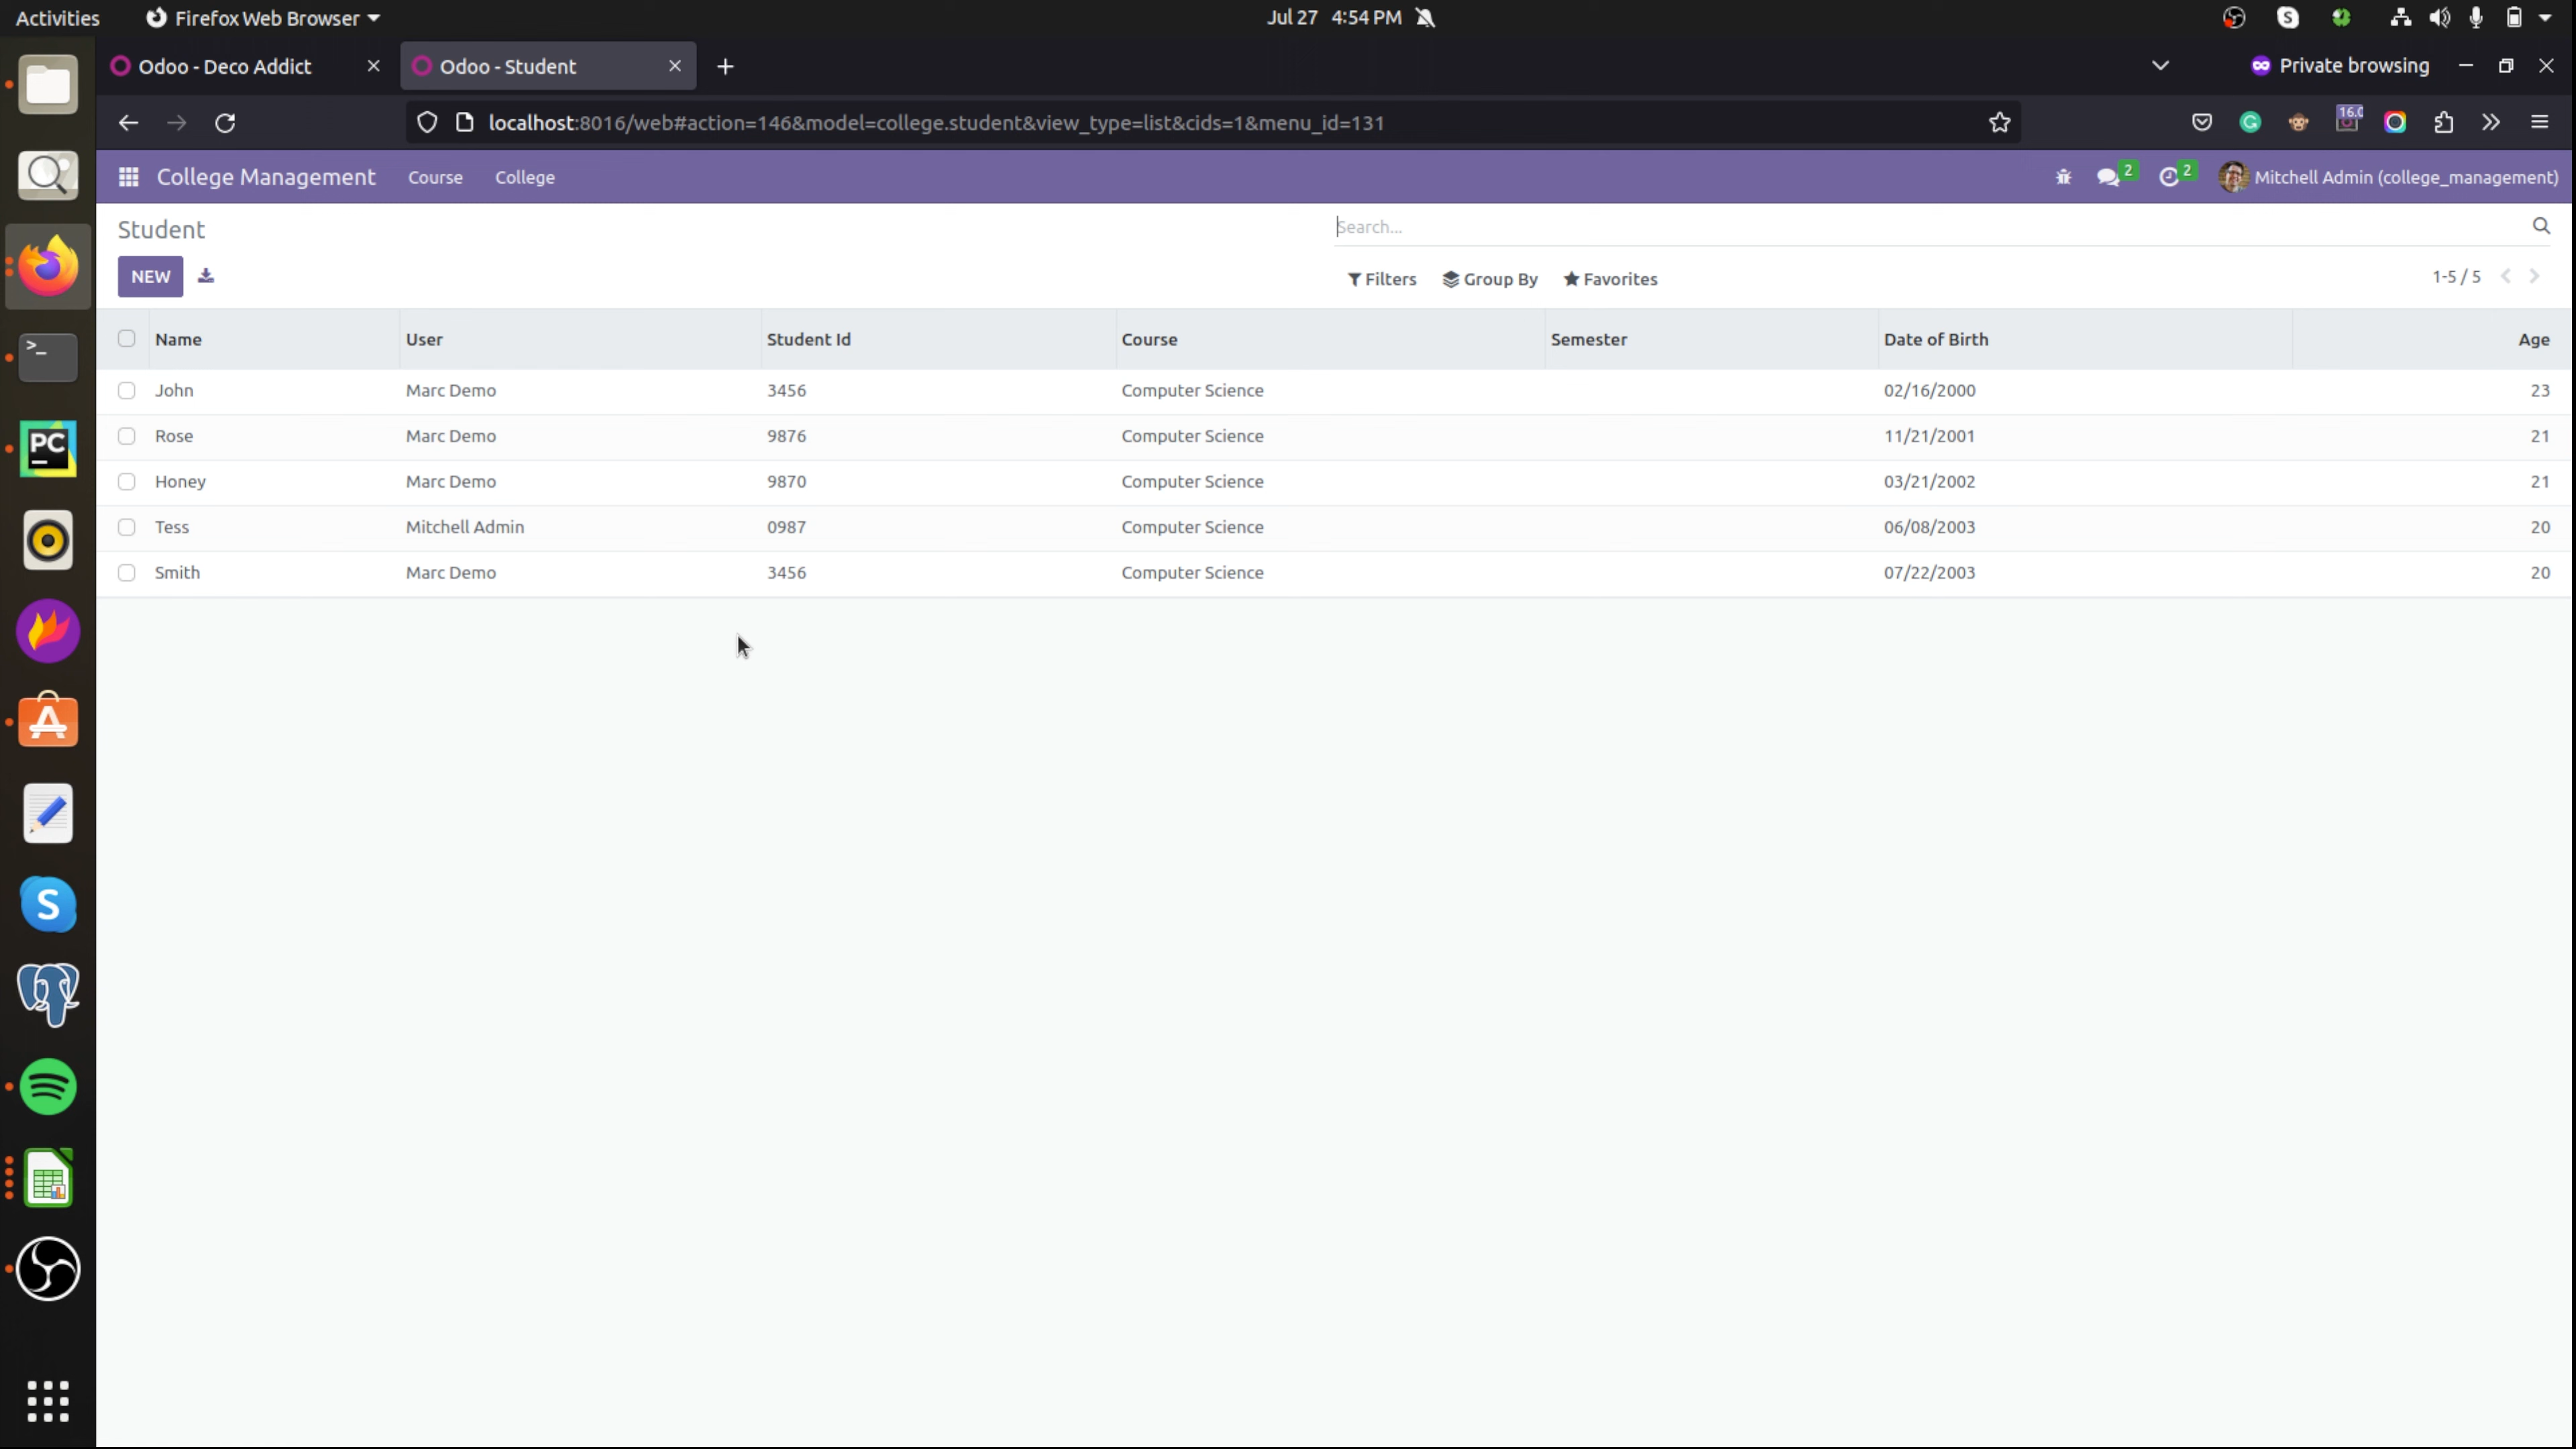 Activities Firefox Web Browser Jul 27 4:54 PM
Odoo - Deco Addict Odoo - Student Private browsing
localhost:8016/web#action=146&model=college.student&view_type=list&cids=1&menu_id=131 16.0
College Management Course College 2 2 Mitchell Admin (college_management)
Student Search...
NEW Filters Group By Favorites 1-5 / 5
Name User Student Id Course Semester Date of Birth Age
John Marc Demo 3456 Computer Science 02/16/2000 23
Rose Marc Demo 9876 Computer Science 11/21/2001 21
Honey Marc Demo 9870 Computer Science 03/21/2002 21
Tess Mitchell Admin 0987 Computer Science 06/08/2003 20
Smith Marc Demo 3456 Computer Science 07/22/2003 20
>_
PC
S